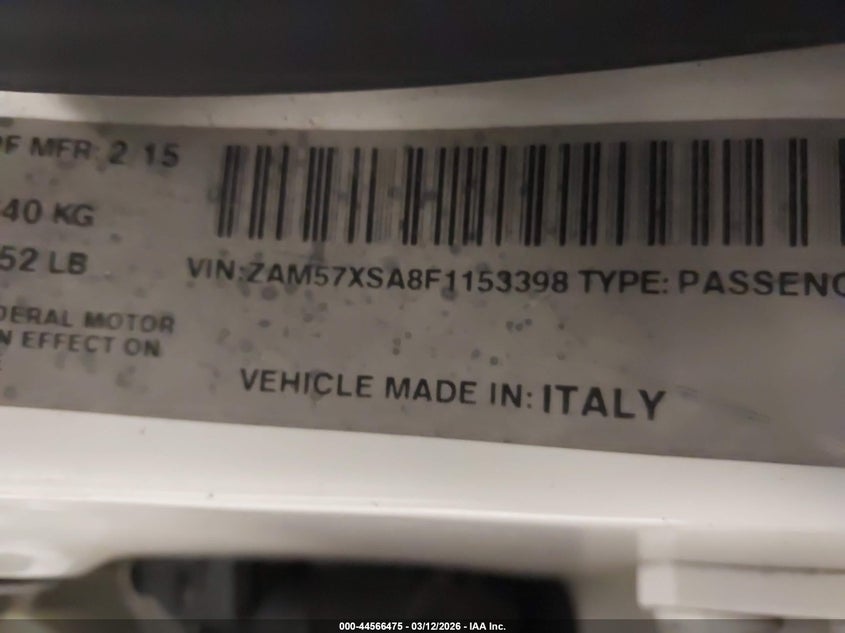 OF MFR: 2 15
40 KG
52 LB
VIN:ZAM57XSA8F1153398 TYPE: PASSENG
DERAL MOTOR
N EFFECT ON
VEHICLE MADE IN: ITALY
000-44566475 - 03/12/2026 - IAA Inc.